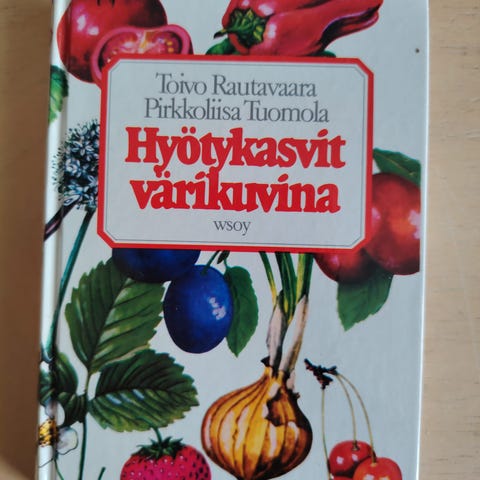 Toivo Rautavaara
Pirkkoliisa Tuomola
Hyötykasvit
värikuvina
wsoy